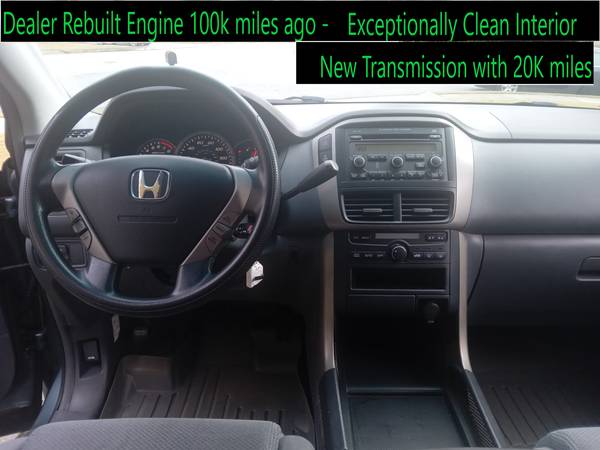 Dealer Rebuilt Engine 100k miles ago - Exceptionally Clean Interior
New Transmission with 20K miles